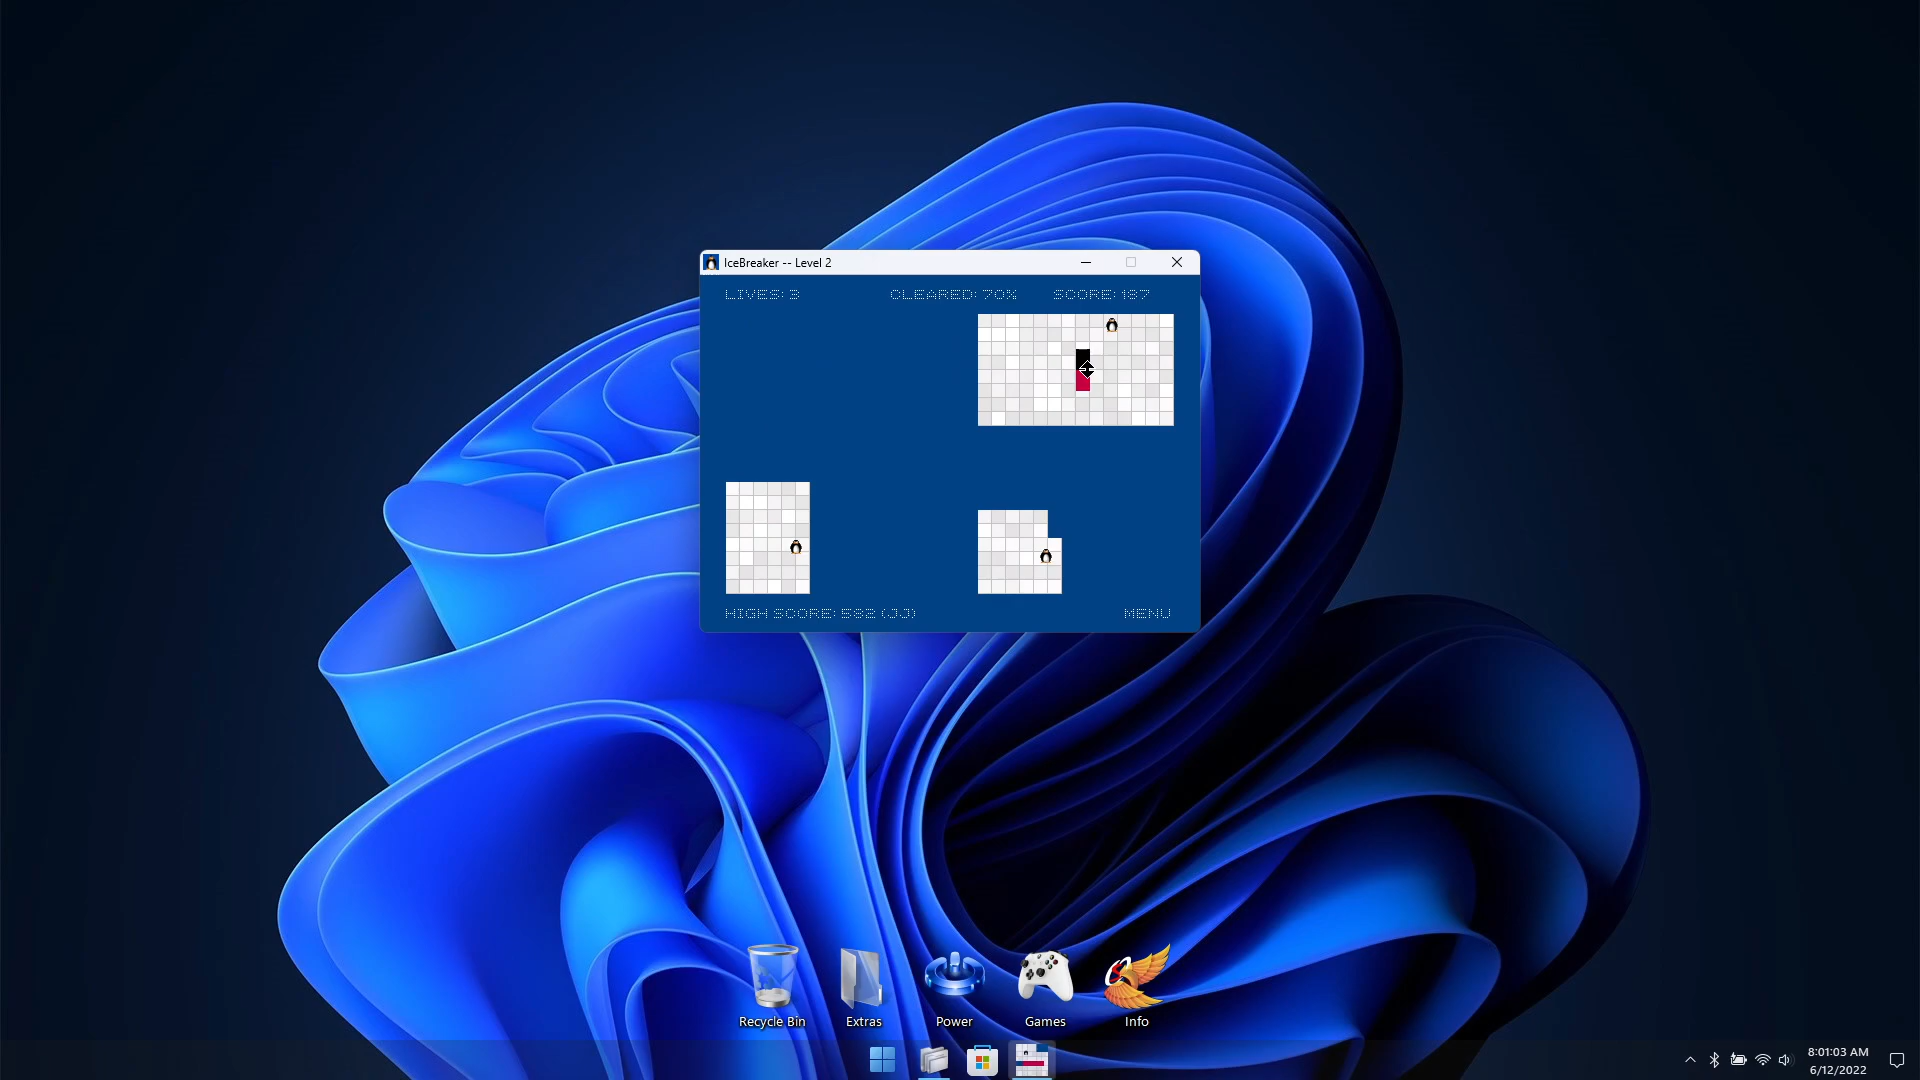 IceBreaker -- Level 2
LIVES: 3 CLEARED: 70% SCORE: 187
HIGH SCORE: 582 (JJ) MENU
Recycle Bin Extras Power Games Info
8:01:03 AM
6/12/2022